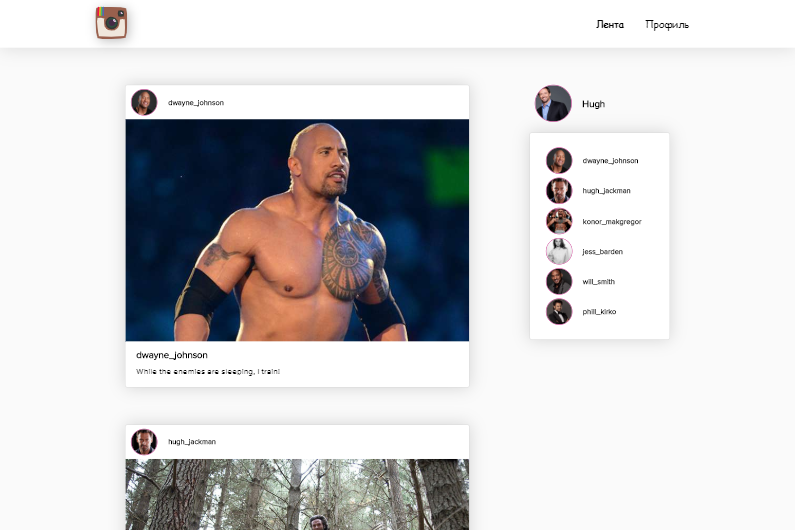 Лента Профиль
dwayne_johnson
Hugh
dwayne_johnson
hugh_jackman
konor_makgregor
jess_barden
will_smith
phill_kirko
dwayne_johnson
While the enemies are sleeping, I train!
hugh_jackman